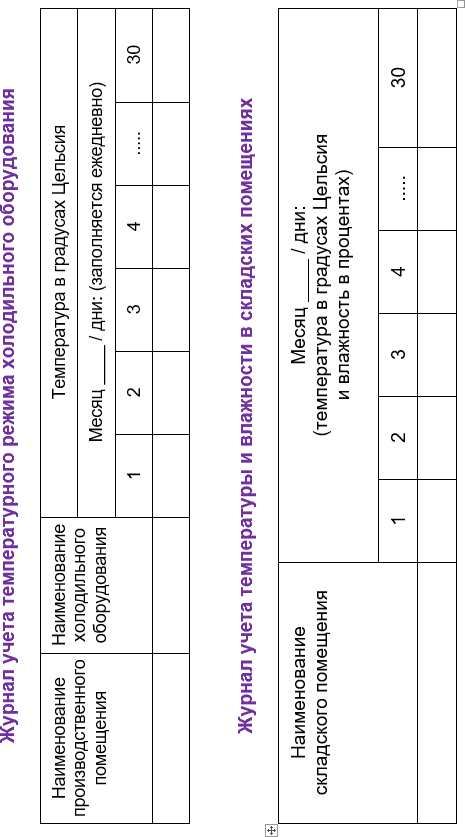 Журнал учета температурного режима холодильного оборудования
Наименование
производственного
помещения
Наименование
холодильного
оборудования
Температура в градусах Цельсия
Месяц ____ / дни: (заполняется ежедневно)
1
2
3
4
......
30
Журнал учета температуры и влажности в складских помещениях
Наименование
складского помещения
Месяц____ / дни:
(температура в градусах Цельсия
и влажность в процентах)
1
2
3
4
......
30